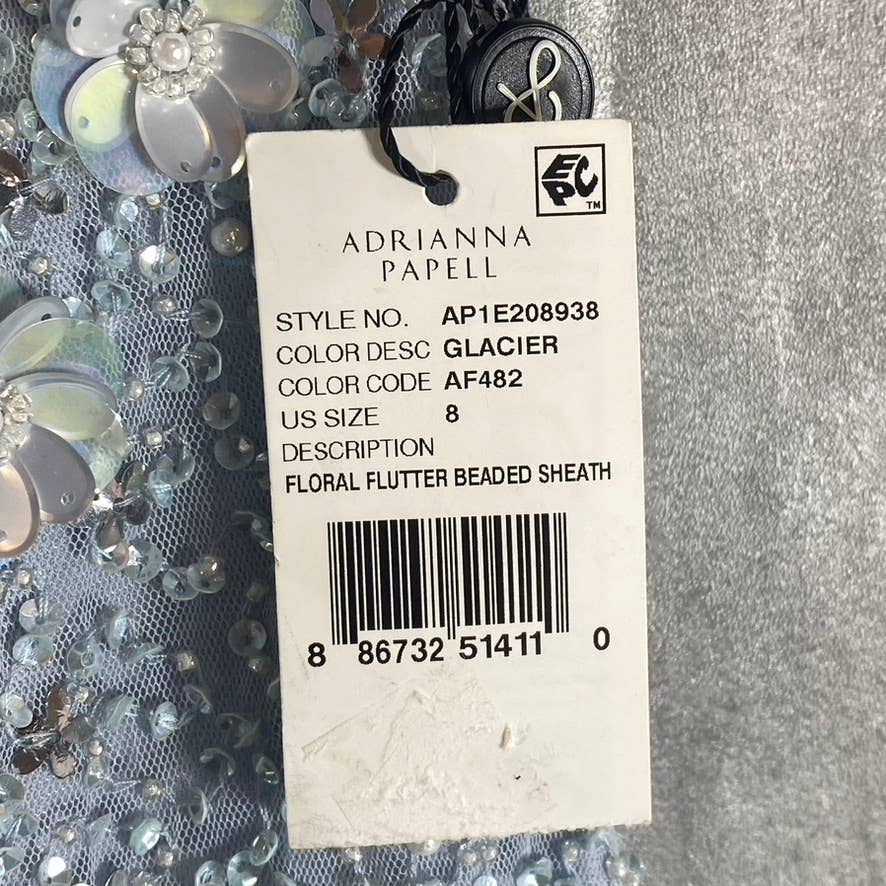 EPC
TM
ADRIANNA
PAPELL
STYLE NO. AP1E208938
COLOR DESC GLACIER
COLOR CODE AF482
US SIZE 8
DESCRIPTION
FLORAL FLUTTER BEADED SHEATH
8 86732 51411 0